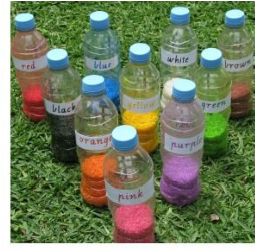 red
blue
white
brown
black
yellow
green
orange
purple
pink